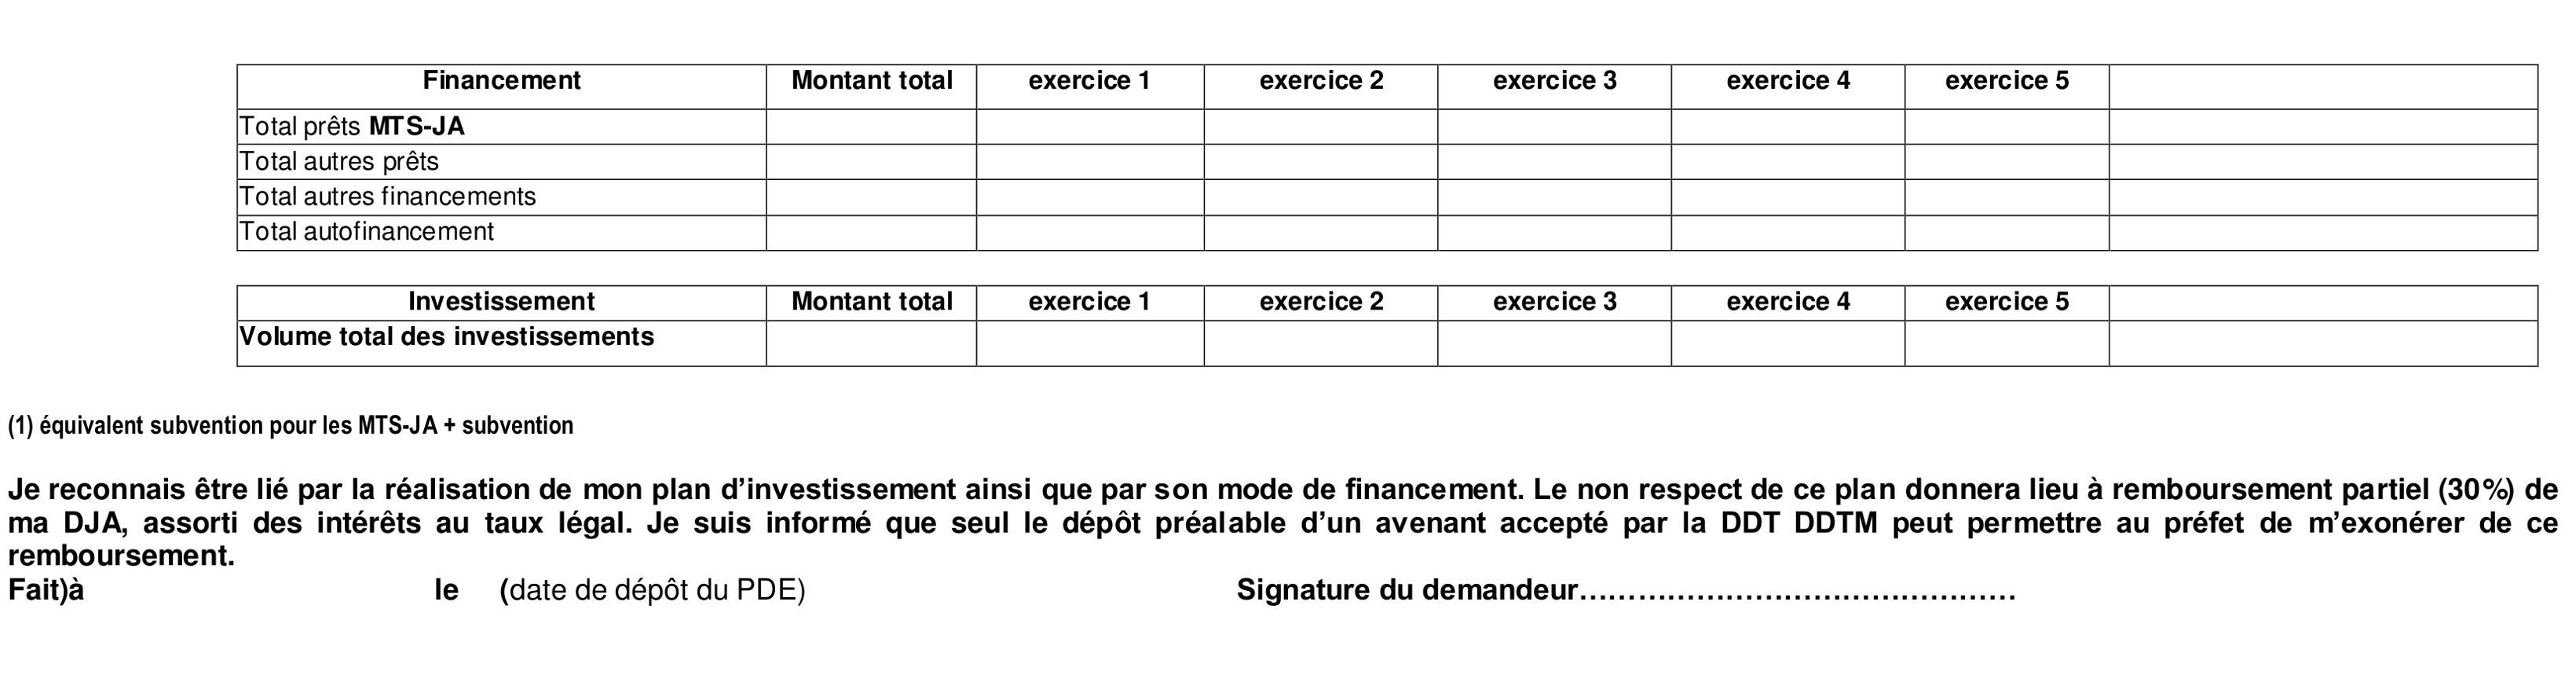 Financement Montant total exercice 1 exercice 2 exercice 3 exercice 4 exercice 5
Total prêts MTS-JA
Total autres prêts
Total autres financements
Total autofinancement
Investissement Montant total exercice 1 exercice 2 exercice 3 exercice 4 exercice 5
Volume total des investissements
(1) équivalent subvention pour les MTS-JA + subvention
Je reconnais être lié par la réalisation de mon plan d’investissement ainsi que par son mode de financement. Le non respect de ce plan donnera lieu à remboursement partiel (30%) de
ma DJA, assorti des intérêts au taux légal. Je suis informé que seul le dépôt préalable d’un avenant accepté par la DDT DDTM peut permettre au préfet de m’exonérer de ce
remboursement.
Fait)à le (date de dépôt du PDE) Signature du demandeur………………………………………